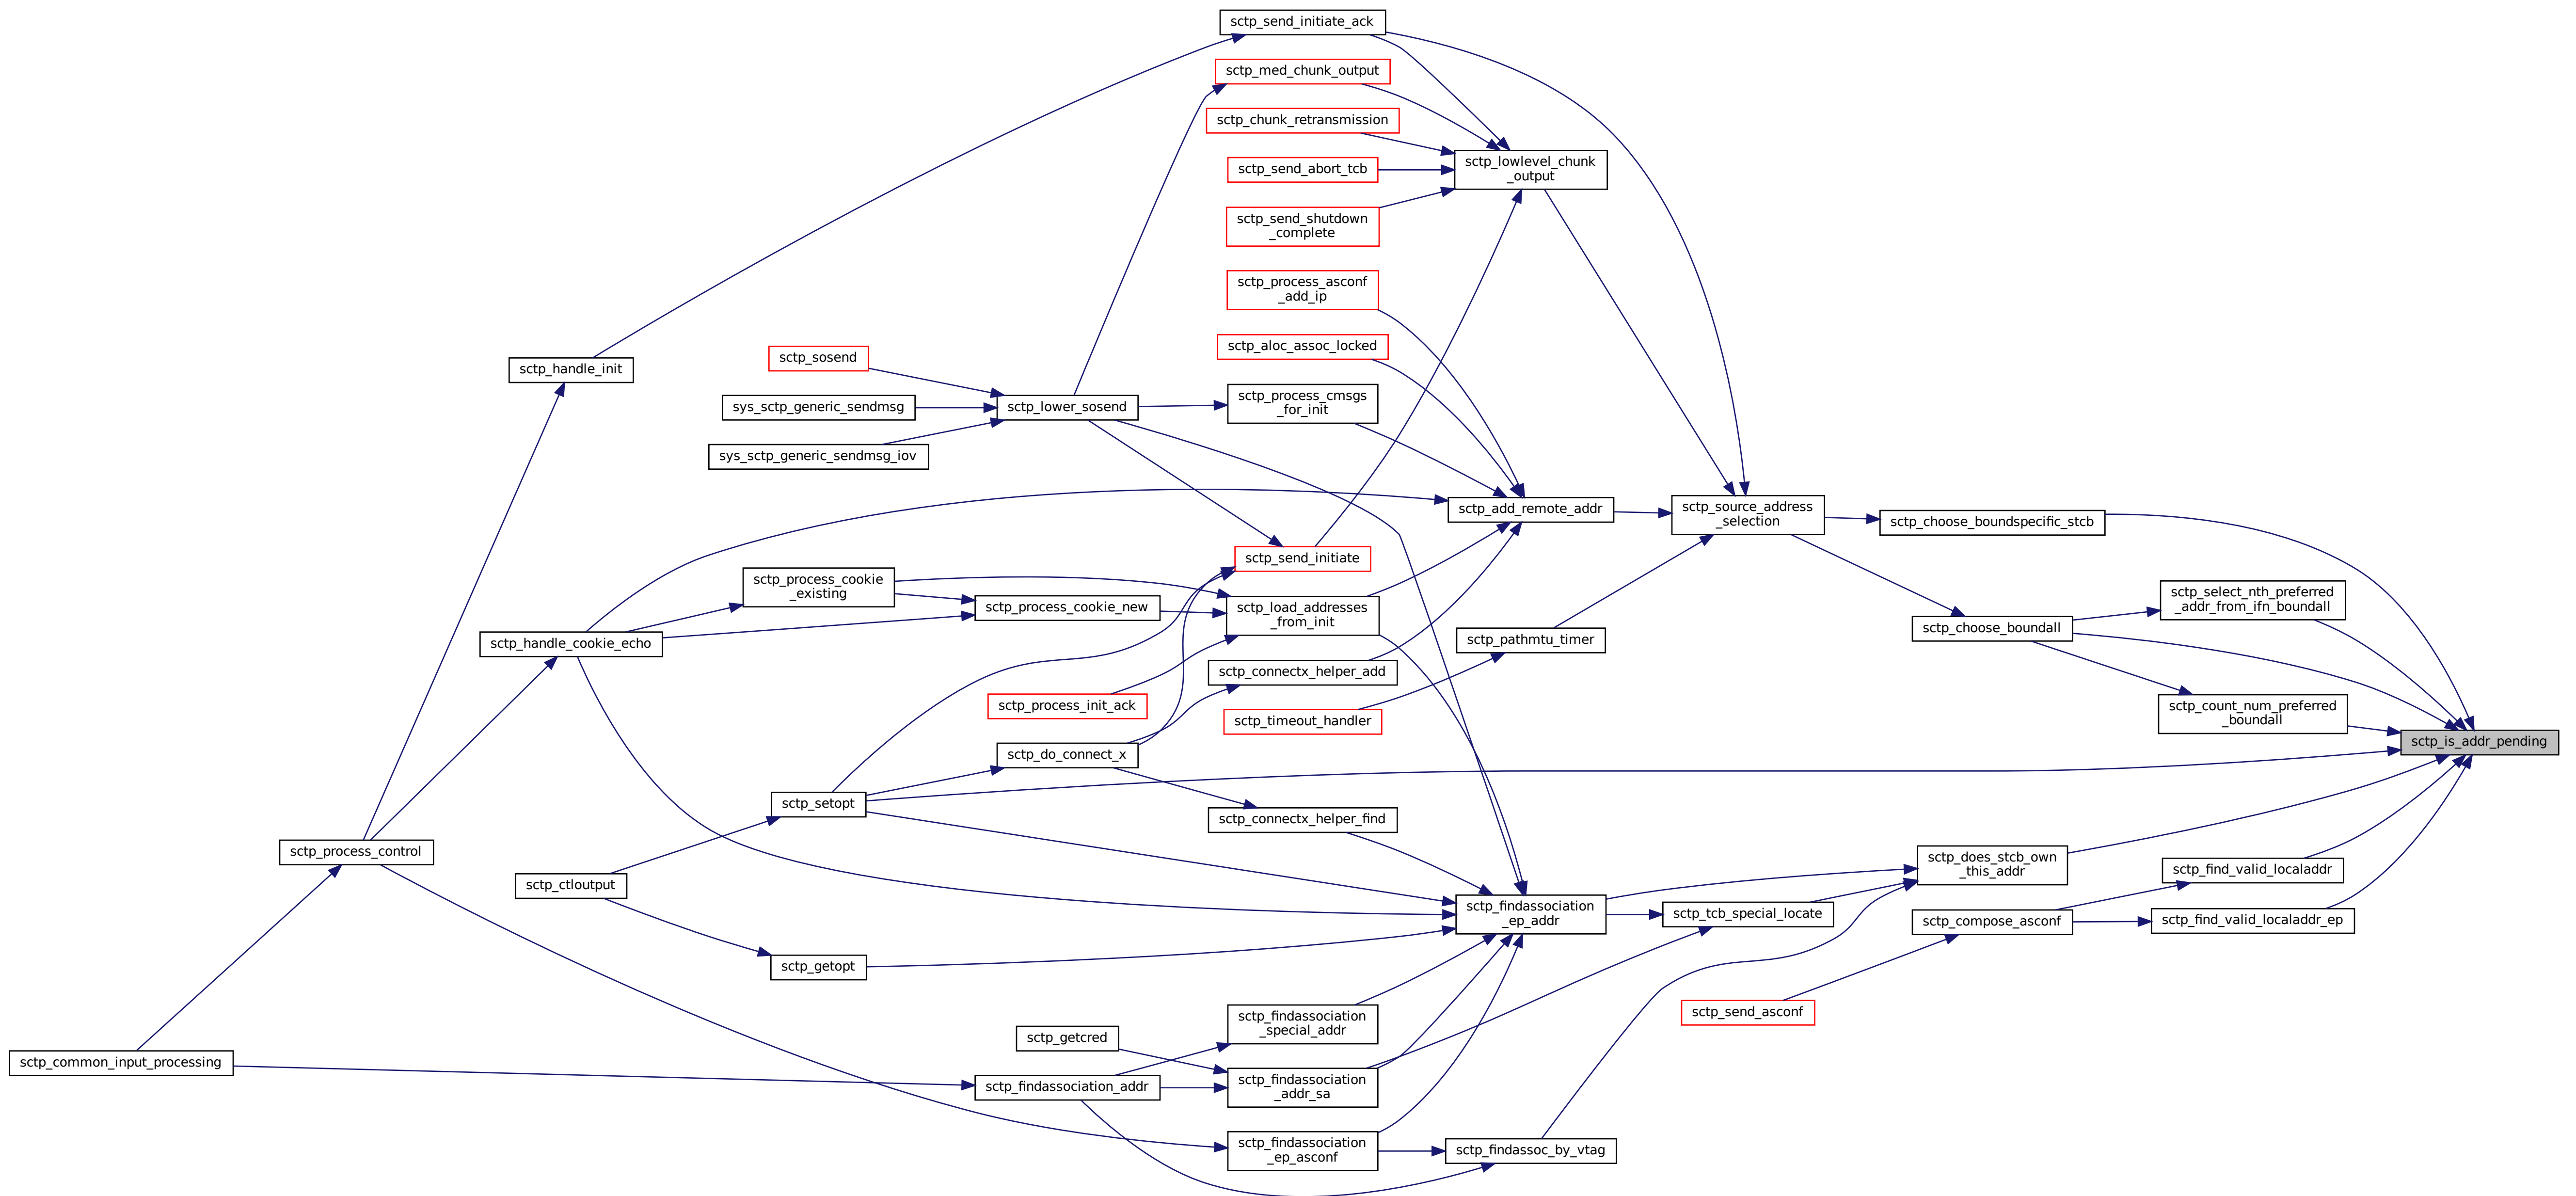 sctp_send_initiate_ack
sctp_med_chunk_output
sctp_chunk_retransmission
sctp_lowlevel_chunk
_output
sctp_send_abort_tcb
sctp_send_shutdown
_complete
sctp_process_asconf
_add_ip
sctp_aloc_assoc_locked
sctp_handle_init
sctp_sosend
sys_sctp_generic_sendmsg
sctp_lower_sosend
sctp_process_cmsgs
_for_init
sys_sctp_generic_sendmsg_iov
sctp_add_remote_addr
sctp_source_address
_selection
sctp_choose_boundspecific_stcb
sctp_send_initiate
sctp_process_cookie
_existing
sctp_process_cookie_new
sctp_load_addresses
_from_init
sctp_select_nth_preferred
_addr_from_ifn_boundall
sctp_choose_boundall
sctp_handle_cookie_echo
sctp_pathmtu_timer
sctp_connectx_helper_add
sctp_process_init_ack
sctp_timeout_handler
sctp_count_num_preferred
_boundall
sctp_is_addr_pending
sctp_do_connect_x
sctp_setopt
sctp_connectx_helper_find
sctp_process_control
sctp_does_stcb_own
_this_addr
sctp_find_valid_localaddr
sctp_ctloutput
sctp_findassociation
_ep_addr
sctp_tcb_special_locate
sctp_compose_asconf
sctp_find_valid_localaddr_ep
sctp_getopt
sctp_findassociation
_special_addr
sctp_send_asconf
sctp_getcred
sctp_common_input_processing
sctp_findassociation_addr
sctp_findassociation
_addr_sa
sctp_findassociation
_ep_asconf
sctp_findassoc_by_vtag